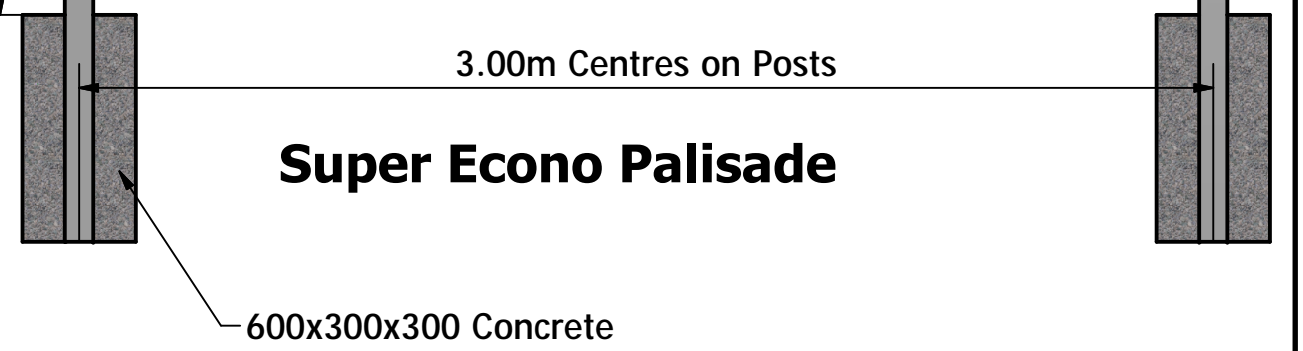 3.00m Centres on Posts
Super Econo Palisade
600x300x300 Concrete